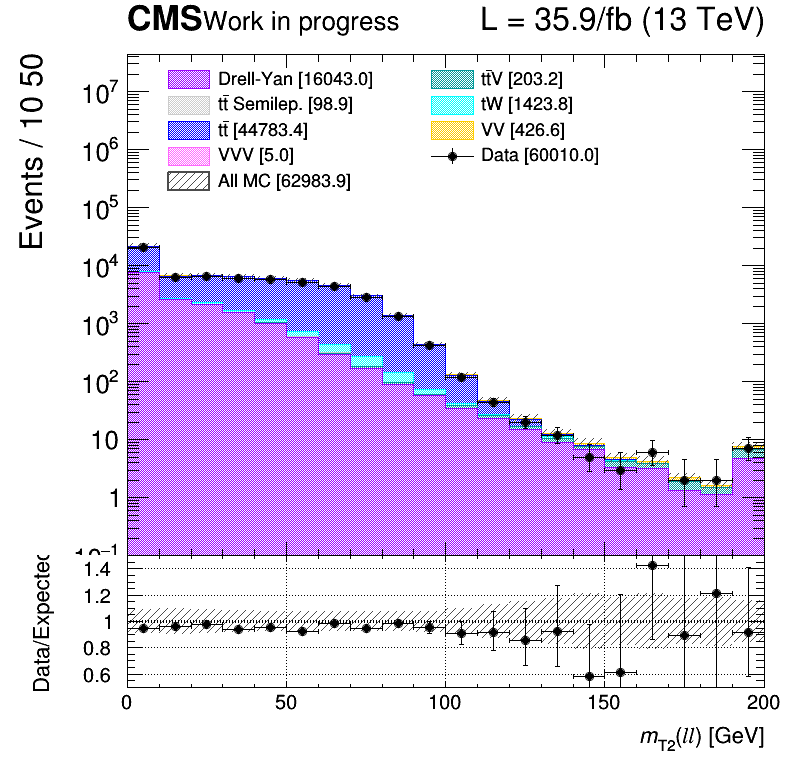 CMS Work in progress L = 35.9/fb (13 TeV)
Events / 10 50
Drell-Yan [16043.0]
tt̄ Semilep. [98.9]
tt̄ [44783.4]
VVV [5.0]
All MC [62983.9]
tt̄V [203.2]
tW [1423.8]
VV [426.6]
Data [60010.0]
10⁷
10⁶
10⁵
10⁴
10³
10²
10
1
10⁻¹
Data/Expected
1.4
1.2
1
0.8
0.6
0 50 100 150 200
m_T2(ll) [GeV]